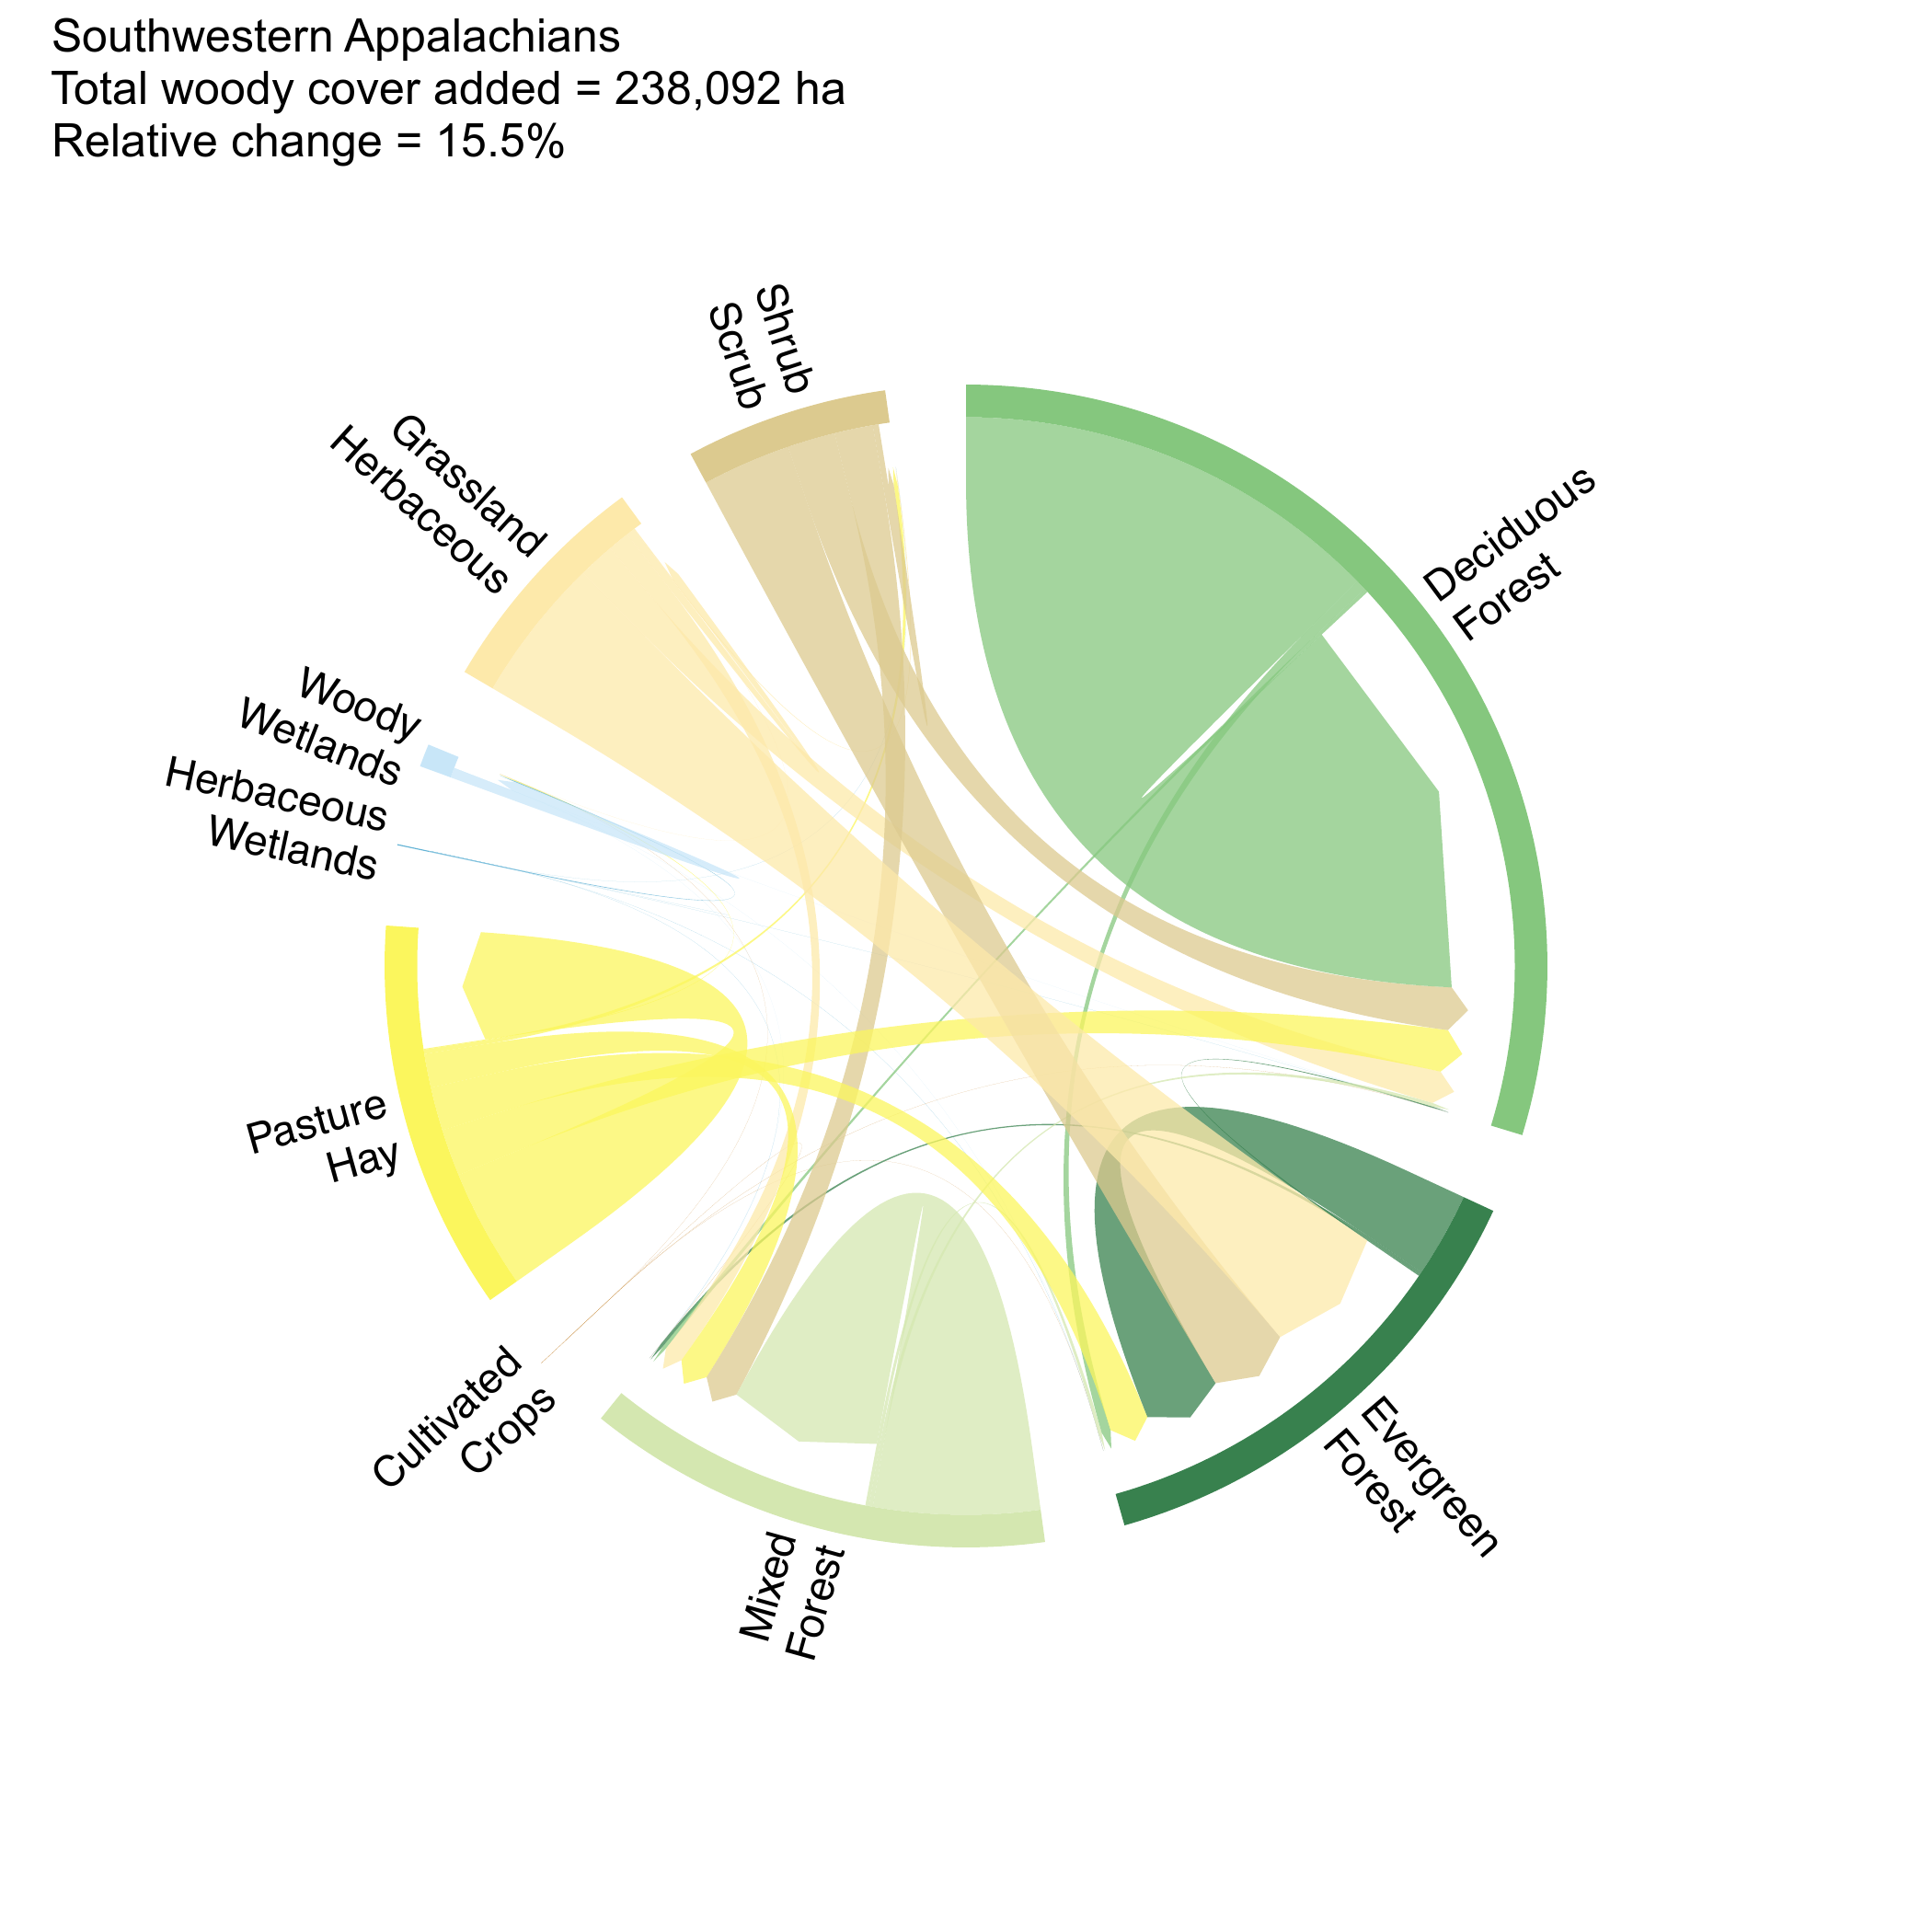 Southwestern Appalachians
Total woody cover added = 238,092 ha
Relative change = 15.5%
Shrub
Scrub
Grassland
Herbaceous
Deciduous
Forest
Woody
Wetlands
Herbaceous
Wetlands
Pasture
Hay
Cultivated
Crops
Evergreen
Forest
Mixed
Forest